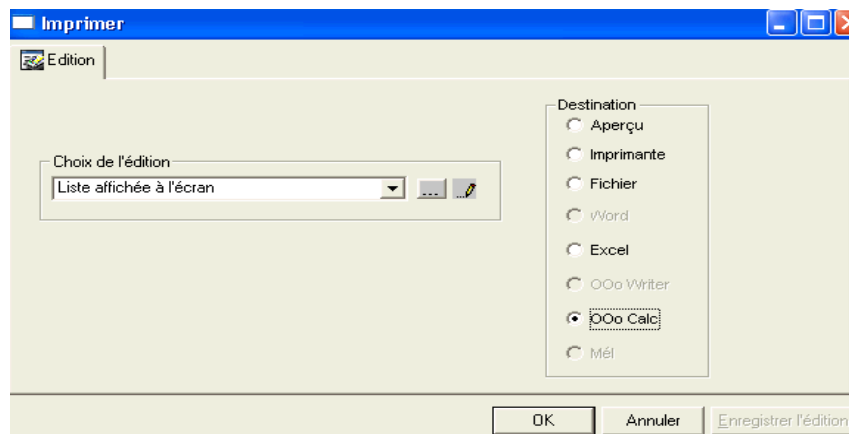 Imprimer
Edition
Destination
Aperçu
Imprimante
Fichier
Word
Excel
OOo Writer
OOo Calc
Mél
Choix de l'édition
Liste affichée à l'écran
...
OK
Annuler
Enregistrer l'édition